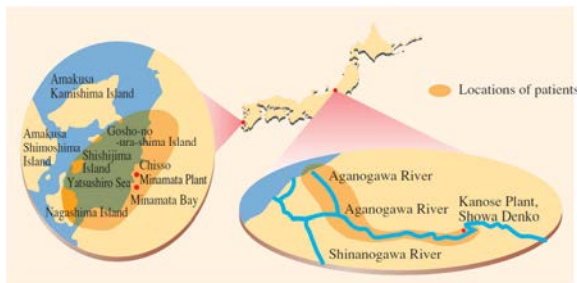 Amakusa
Kamishima Island
Amakusa
Shimoshima
Island
Gosho-no
-ura-shima Island
Shishijima
Island
Chisso
Minamata Plant
Yatsushiro Sea
Minamata Bay
Nagashima Island
Locations of patients
Aganogawa River
Aganogawa River
Kanose Plant,
Showa Denko
Shinanogawa River